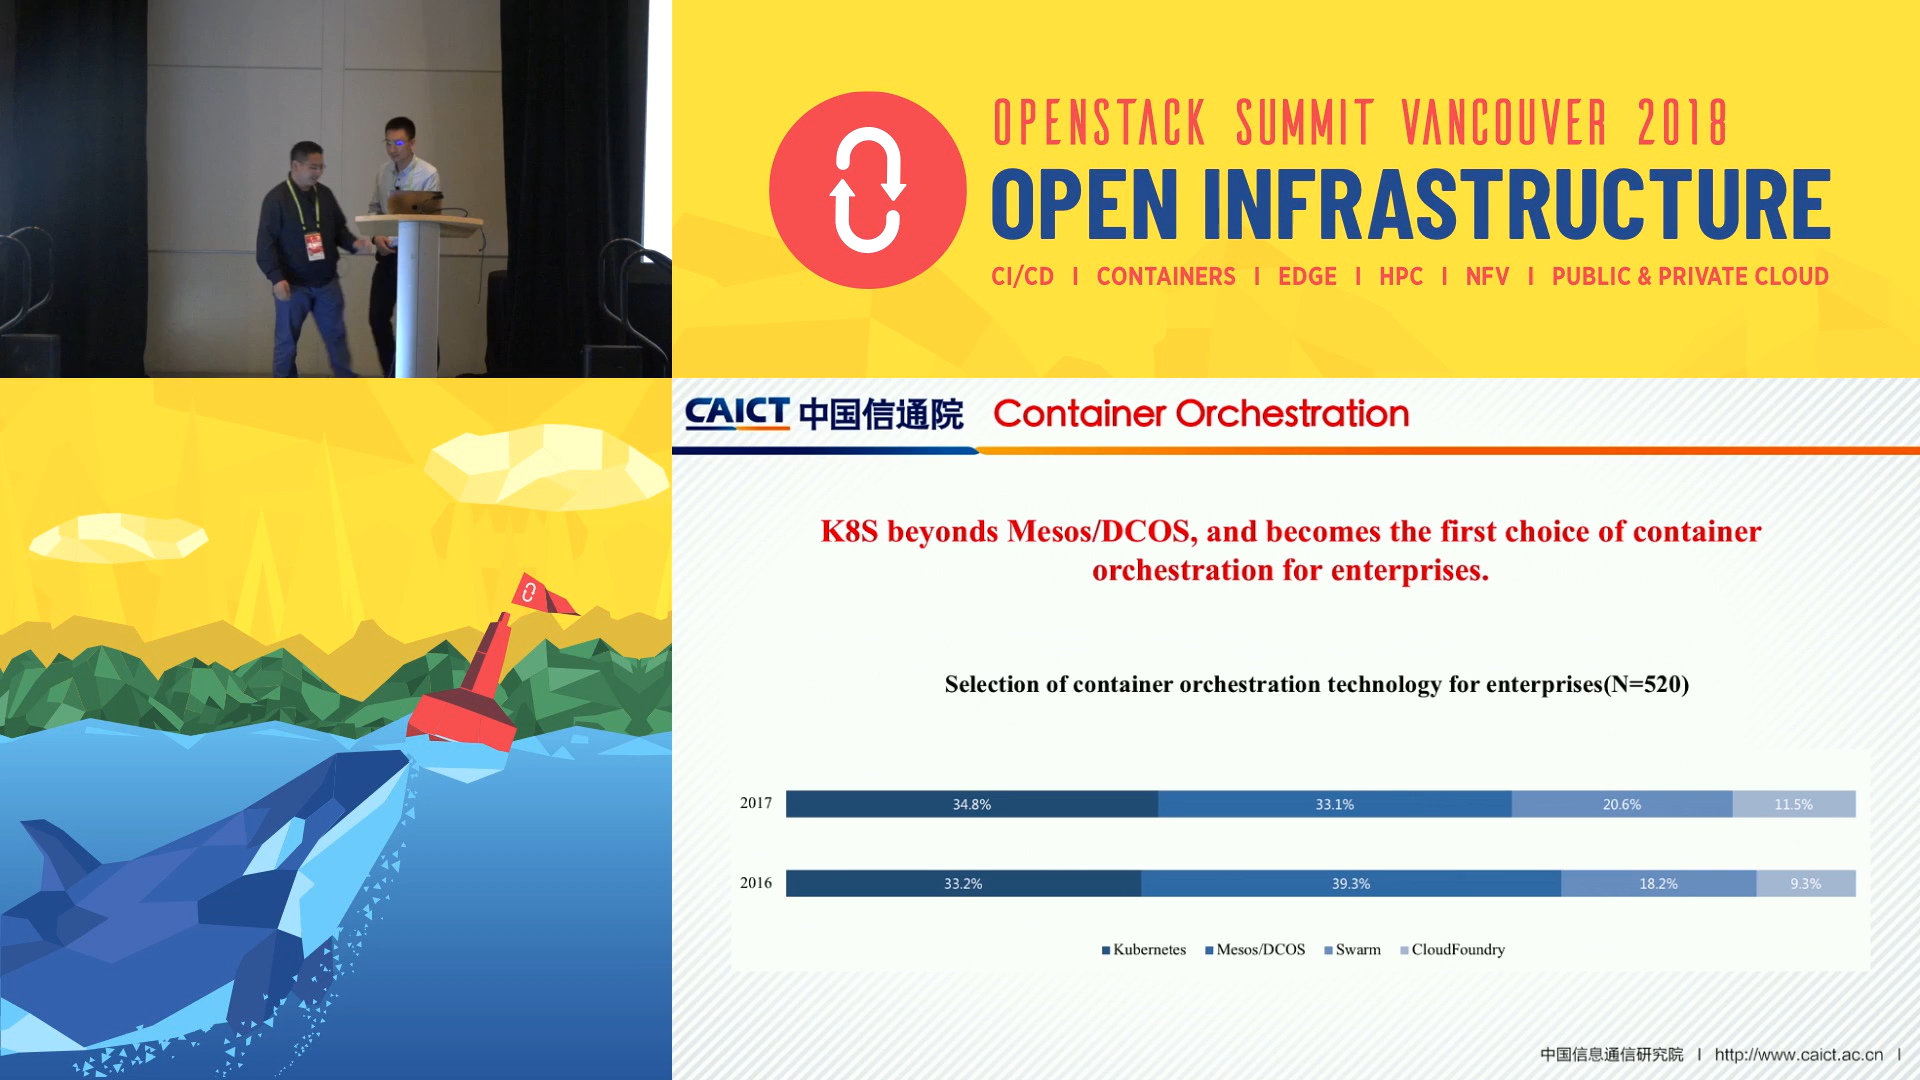 OPENSTACK SUMMIT VANCOUVER 2018
OPEN INFRASTRUCTURE
CI/CD | CONTAINERS | EDGE | HPC | NFV | PUBLIC & PRIVATE CLOUD
CAICT 中国信通院 Container Orchestration
K8S beyonds Mesos/DCOS, and becomes the first choice of container
orchestration for enterprises.
Selection of container orchestration technology for enterprises(N=520)
2017 34.8% 33.1% 20.6% 11.5%
2016 33.2% 39.3% 18.2% 9.3%
Kubernetes Mesos/DCOS Swarm CloudFoundry
中国信息通信研究院 | http://www.caict.ac.cn |